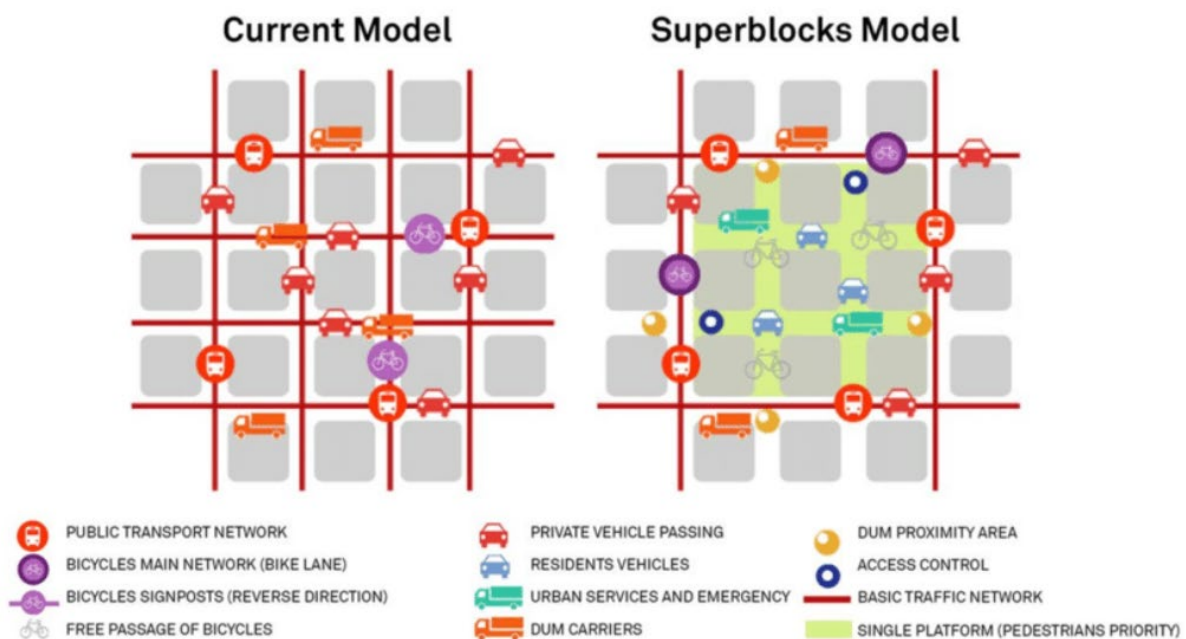 Current Model
Superblocks Model
PUBLIC TRANSPORT NETWORK
PRIVATE VEHICLE PASSING
DUM PROXIMITY AREA
BICYCLES MAIN NETWORK (BIKE LANE)
RESIDENTS VEHICLES
ACCESS CONTROL
BICYCLES SIGNPOSTS (REVERSE DIRECTION)
URBAN SERVICES AND EMERGENCY
BASIC TRAFFIC NETWORK
FREE PASSAGE OF BICYCLES
DUM CARRIERS
SINGLE PLATFORM (PEDESTRIANS PRIORITY)